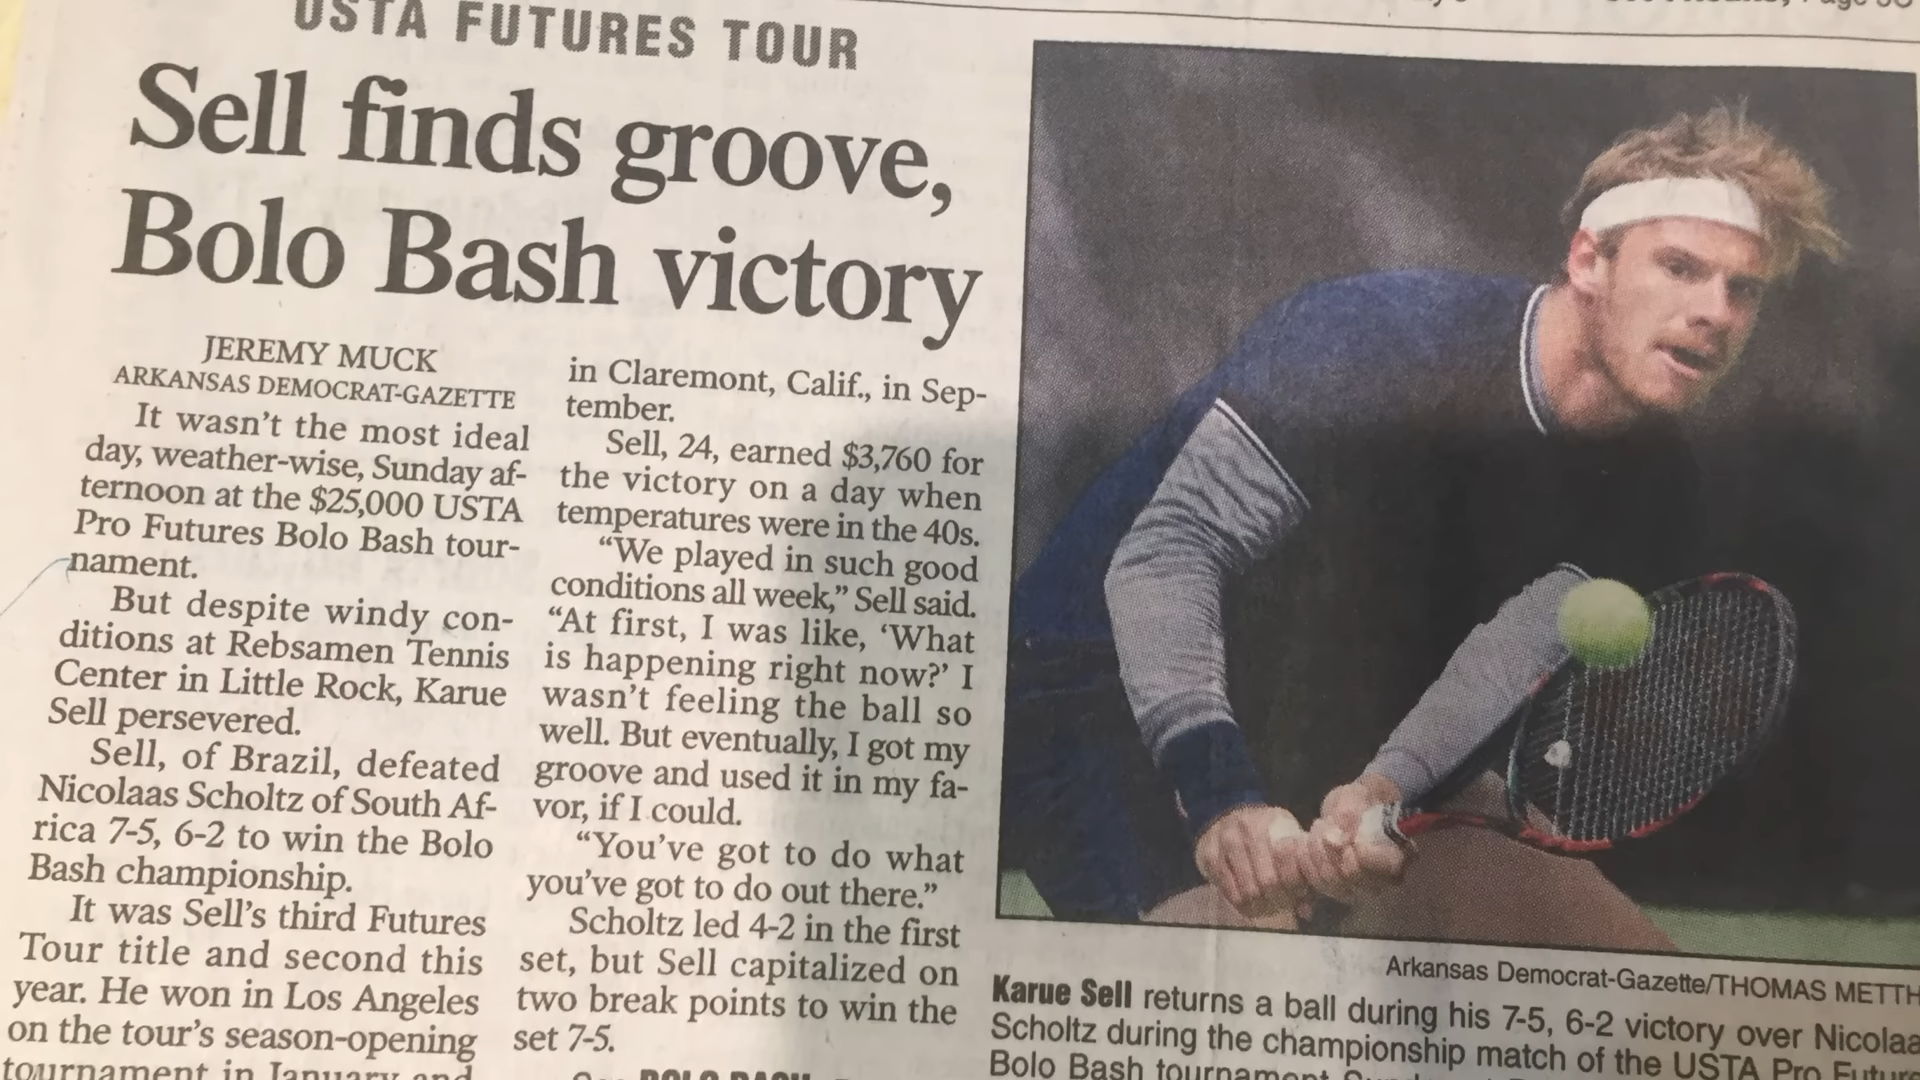 USTA FUTURES TOUR
Sell finds groove,
Bolo Bash victory
JEREMY MUCK
ARKANSAS DEMOCRAT-GAZETTE
It wasn't the most ideal
day, weather-wise, Sunday af-
ternoon at the $25,000 USTA
Pro Futures Bolo Bash tour-
nament.
But despite windy con-
ditions at Rebsamen Tennis
Center in Little Rock, Karue
Sell persevered.
Sell, of Brazil, defeated
Nicolaas Scholtz of South Af-
rica 7-5, 6-2 to win the Bolo
Bash championship.
It was Sell's third Futures
Tour title and second this
year. He won in Los Angeles
on the tour's season-opening
tournament in January and
in Claremont, Calif., in Sep-
tember.
Sell, 24, earned $3,760 for
the victory on a day when
temperatures were in the 40s.
“We played in such good
conditions all week,” Sell said.
“At first, I was like, ‘What
is happening right now?’ I
wasn't feeling the ball so
well. But eventually, I got my
groove and used it in my fa-
vor, if I could.
“You've got to do what
you've got to do out there.”
Scholtz led 4-2 in the first
set, but Sell capitalized on
two break points to win the
set 7-5.
BOLO BASH
Arkansas Democrat-Gazette/THOMAS METTH
Karue Sell returns a ball during his 7-5, 6-2 victory over Nicolaa
Scholtz during the championship match of the USTA Pro Future
Bolo Bash tournament